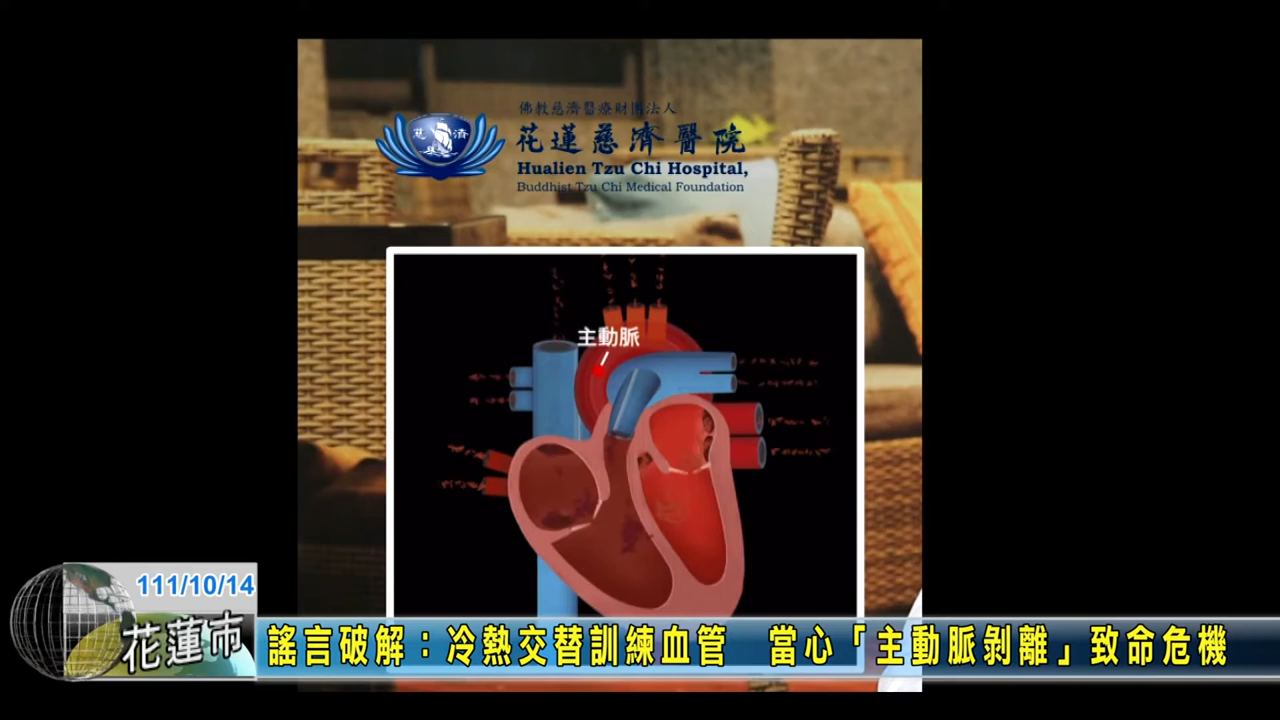 佛教慈濟醫療財團法人
慈 濟
花蓮慈濟醫院
Hualien Tzu Chi Hospital,
Buddhist Tzu Chi Medical Foundation
主動脈
111/10/14
花蓮市
謠言破解：冷熱交替訓練血管 當心「主動脈剝離」致命危機